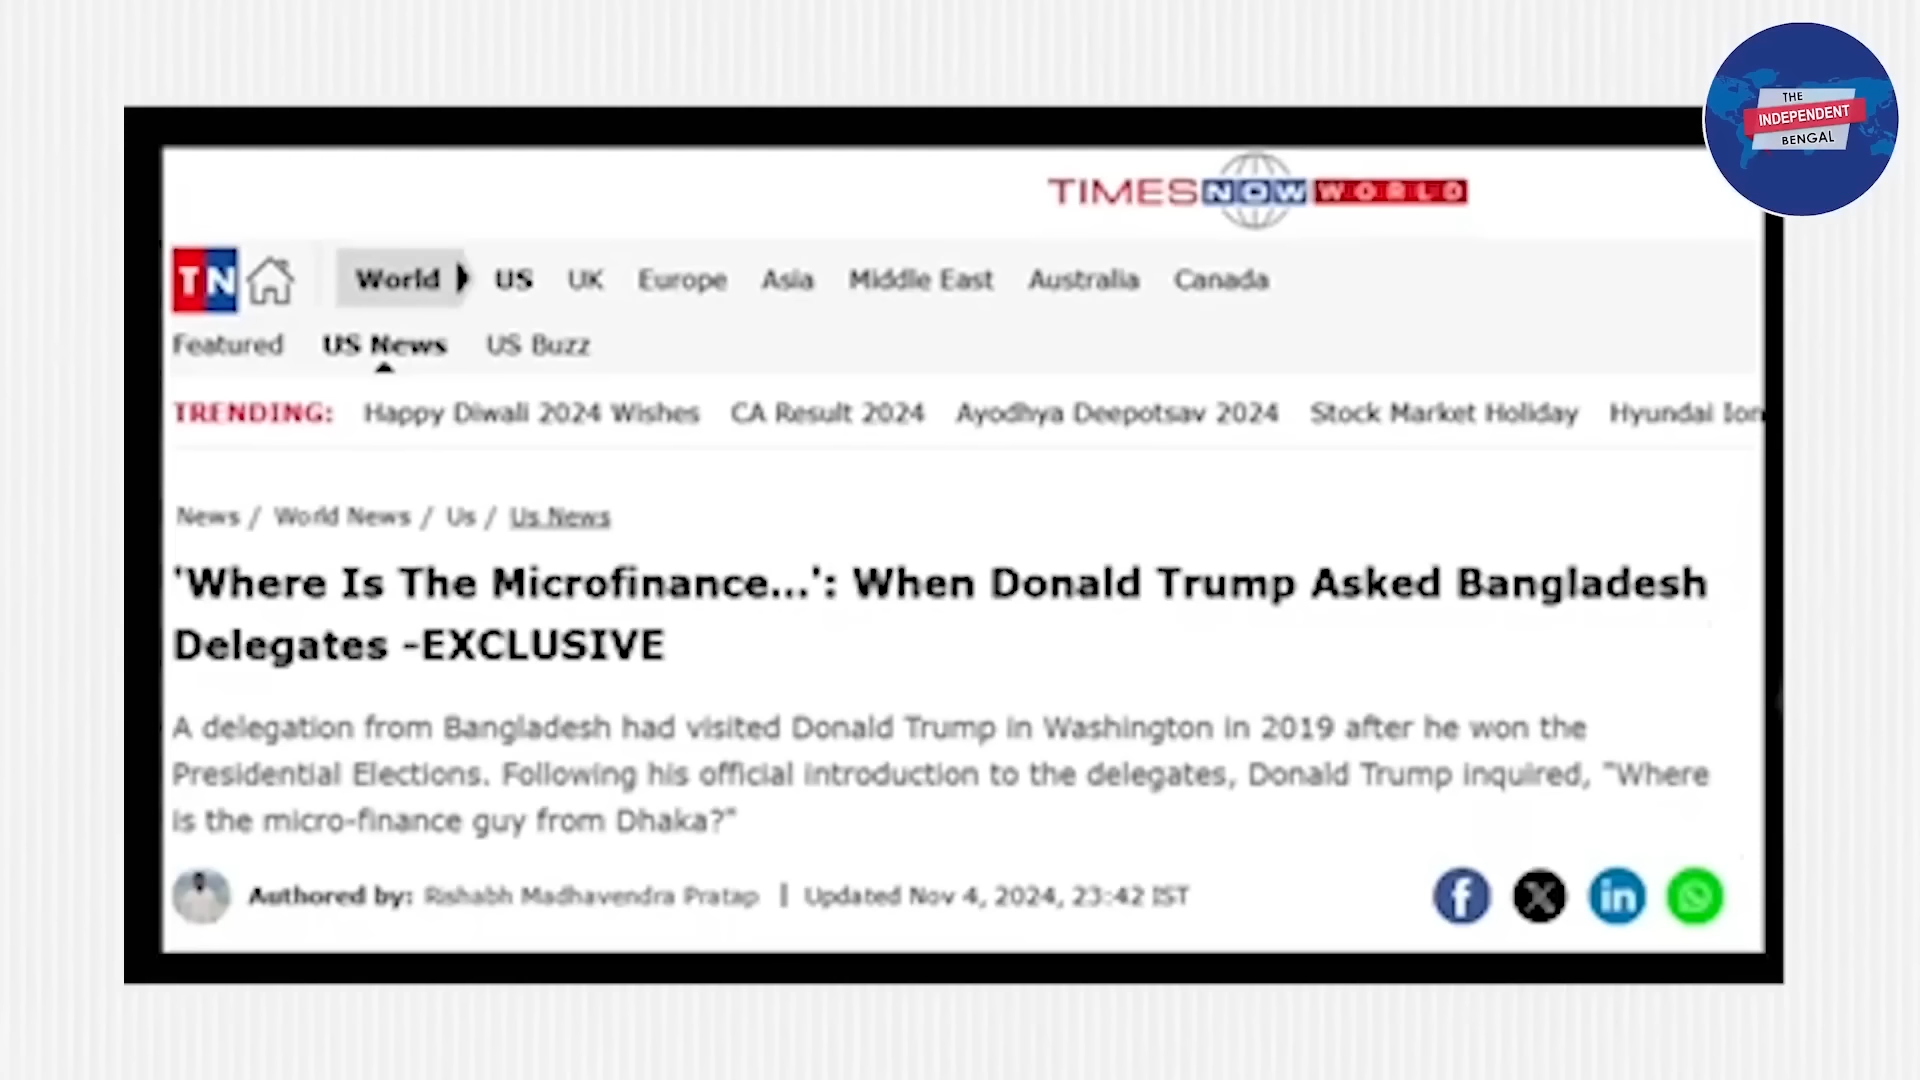 THE
INDEPENDENT
BENGAL
TIMES NOW WORLD
TN World US UK Europe Asia Middle East Australia Canada
Featured US News US Buzz
TRENDING: Happy Diwali 2024 Wishes CA Result 2024 Ayodhya Deepotsav 2024 Stock Market Holiday Hyundai Ion
News / World News / Us / Us News
'Where Is The Microfinance...': When Donald Trump Asked Bangladesh
Delegates -EXCLUSIVE
A delegation from Bangladesh had visited Donald Trump in Washington in 2019 after he won the
Presidential Elections. Following his official introduction to the delegates, Donald Trump inquired, "Where
is the micro-finance guy from Dhaka?"
Authored by: Rishabh Madhavendra Pratap | Updated Nov 4, 2024, 23:42 IST